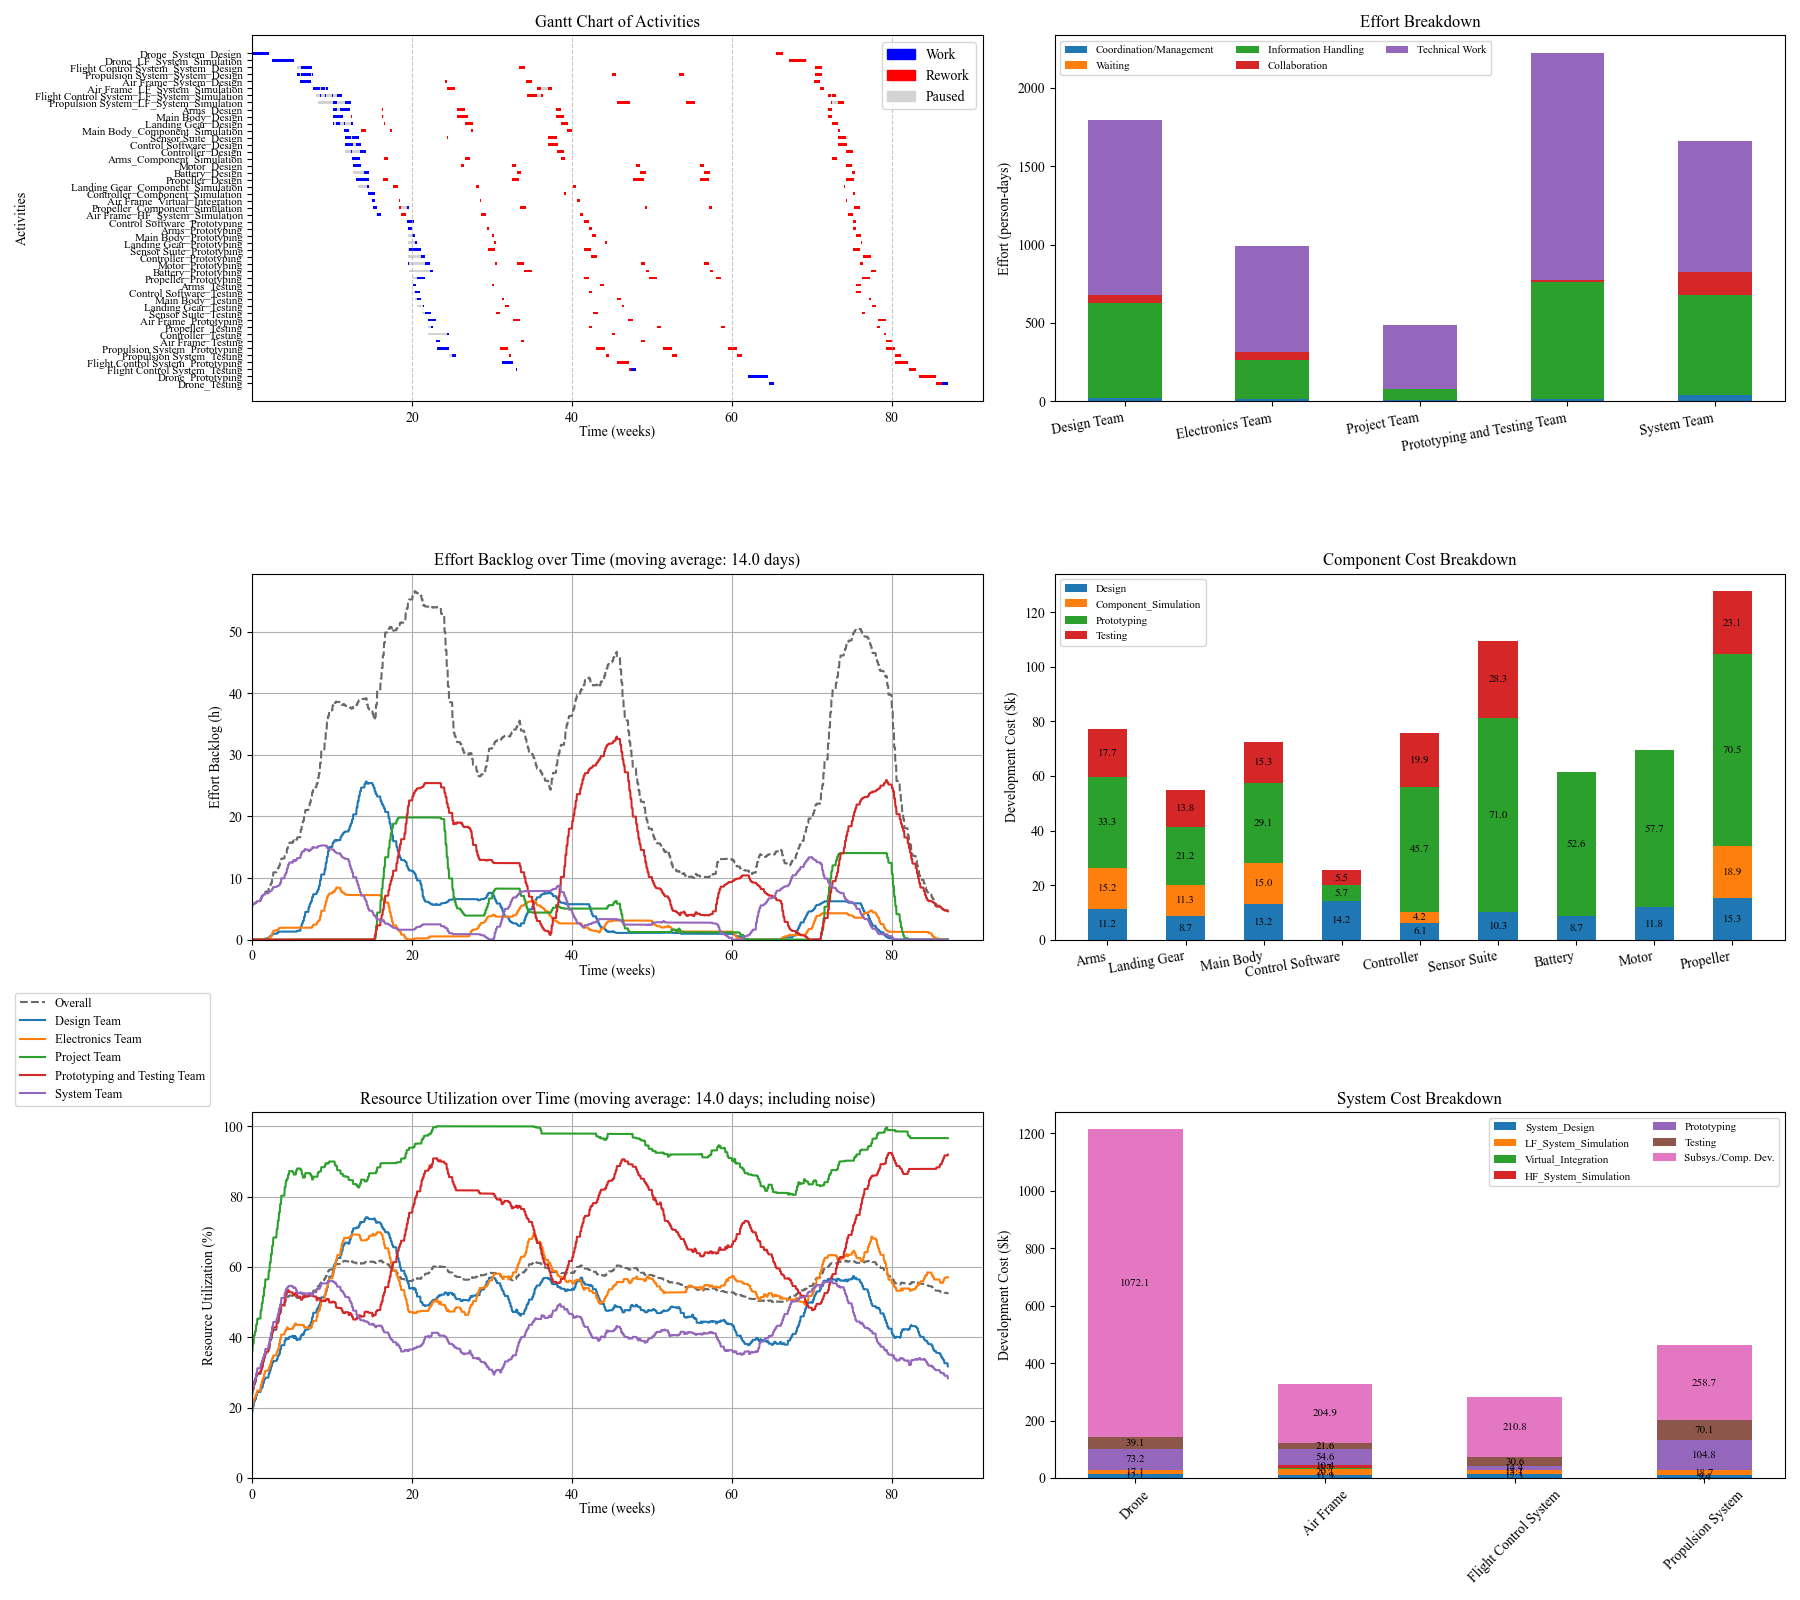 Gantt Chart of Activities
Activities
Drone_System_Design
Drone_LF_System_Simulation
Flight Control System_System_Design
Propulsion System_System_Design
Air Frame_System_Design
Air Frame_LF_System_Simulation
Flight Control System_LF_System_Simulation
Propulsion System_LF_System_Simulation
Arms_Design
Main Body_Design
Landing Gear_Design
Main Body_Component_Simulation
Sensor Suite_Design
Control Software_Design
Controller_Design
Arms_Component_Simulation
Motor_Design
Battery_Design
Propeller_Design
Landing Gear_Component_Simulation
Controller_Component_Simulation
Air Frame_Virtual_Integration
Propeller_Component_Simulation
Air Frame_HF_System_Simulation
Control Software_Prototyping
Arms_Prototyping
Main Body_Prototyping
Landing Gear_Prototyping
Sensor Suite_Prototyping
Controller_Prototyping
Motor_Prototyping
Battery_Prototyping
Propeller_Prototyping
Arms_Testing
Control Software_Testing
Main Body_Testing
Landing Gear_Testing
Sensor Suite_Testing
Air Frame_Prototyping
Propeller_Testing
Controller_Testing
Air Frame_Testing
Propulsion System_Prototyping
Propulsion System_Testing
Flight Control System_Prototyping
Flight Control System_Testing
Drone_Prototyping
Drone_Testing
Work
Rework
Paused
20 40 60 80
Time (weeks)
Effort Breakdown
Effort (person-days)
Coordination/Management
Waiting
Information Handling
Collaboration
Technical Work
2000
1500
1000
500
0
Design Team
Electronics Team
Project Team
Prototyping and Testing Team
System Team
Effort Backlog over Time (moving average: 14.0 days)
Effort Backlog (h)
50
40
30
20
10
0
0 20 40 60 80
Time (weeks)
Component Cost Breakdown
Development Cost ($k)
Design
Component_Simulation
Prototyping
Testing
120
100
80
60
40
20
0
17.7
33.3
15.2
11.2
13.8
21.2
11.3
8.7
15.3
29.1
15.0
13.2
5.5
5.7
14.2
19.9
45.7
4.2
6.1
28.3
71.0
10.3
52.6
8.7
57.7
11.8
23.1
70.5
18.9
15.3
Arms
Landing Gear
Main Body
Control Software
Controller
Sensor Suite
Battery
Motor
Propeller
Overall
Design Team
Electronics Team
Project Team
Prototyping and Testing Team
System Team
Resource Utilization over Time (moving average: 14.0 days; including noise)
Resource Utilization (%)
100
80
60
40
20
0
0 20 40 60 80
Time (weeks)
System Cost Breakdown
Development Cost ($k)
System_Design
LF_System_Simulation
Virtual_Integration
HF_System_Simulation
Prototyping
Testing
Subsys./Comp. Dev.
1200
1000
800
600
400
200
0
1072.1
39.1
73.2
17.1
204.9
21.6
54.6
210.8
30.6
258.7
70.1
104.8
18.7
Drone
Air Frame
Flight Control System
Propulsion System